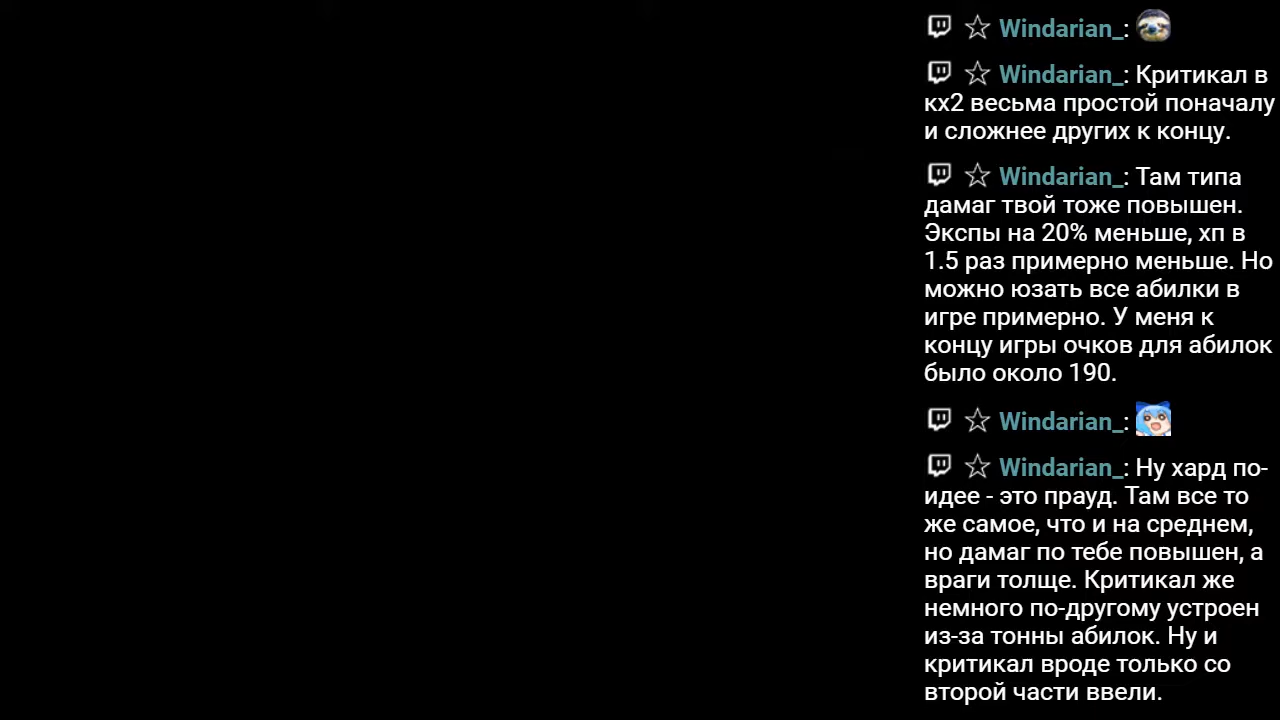 Windarian_:
Windarian_: Критикал в
кх2 весьма простой поначалу
и сложнее других к концу.
Windarian_: Там типа
дамаг твой тоже повышен.
Экспы на 20% меньше, хп в
1.5 раз примерно меньше. Но
можно юзать все абилки в
игре примерно. У меня к
концу игры очков для абилок
было около 190.
Windarian_:
Windarian_: Ну хард по-
идее - это прауд. Там все то
же самое, что и на среднем,
но дамаг по тебе повышен, а
враги толще. Критикал же
немного по-другому устроен
из-за тонны абилок. Ну и
критикал вроде только со
второй части ввели.